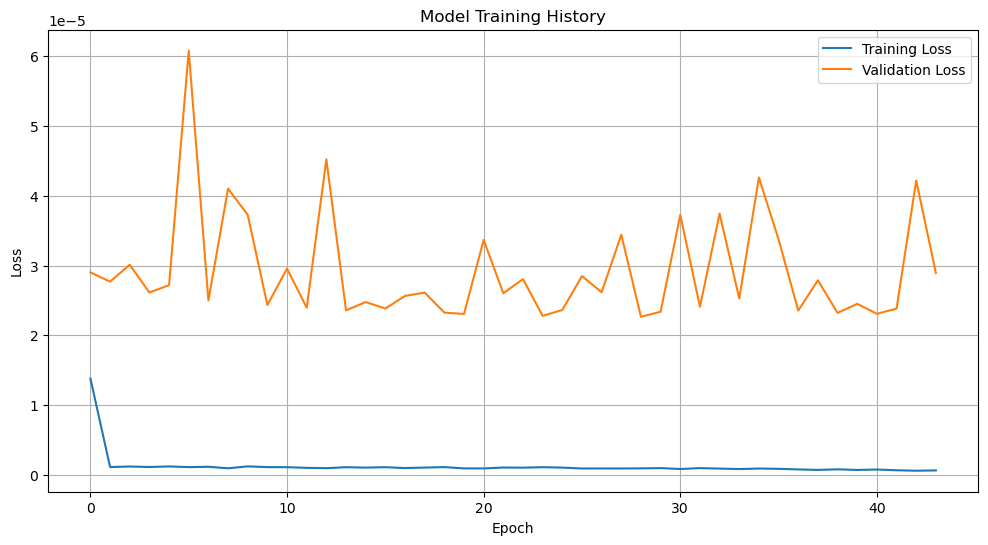 Model Training History
1e−5
Training Loss
Validation Loss
6
5
4
3
2
1
0
Loss
0 10 20 30 40
Epoch